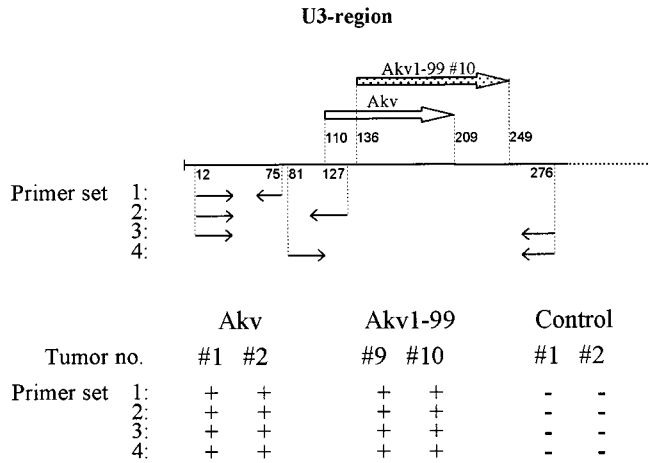 U3-region
Akv1-99 #10
Akv
110 136 209 249
12 75 81 127 276
Primer set 1:
2:
3:
4:
Akv Akv1-99 Control
Tumor no. #1 #2 #9 #10 #1 #2
Primer set 1: + + + + - -
2: + + + + - -
3: + + + + - -
4: + + + + - -